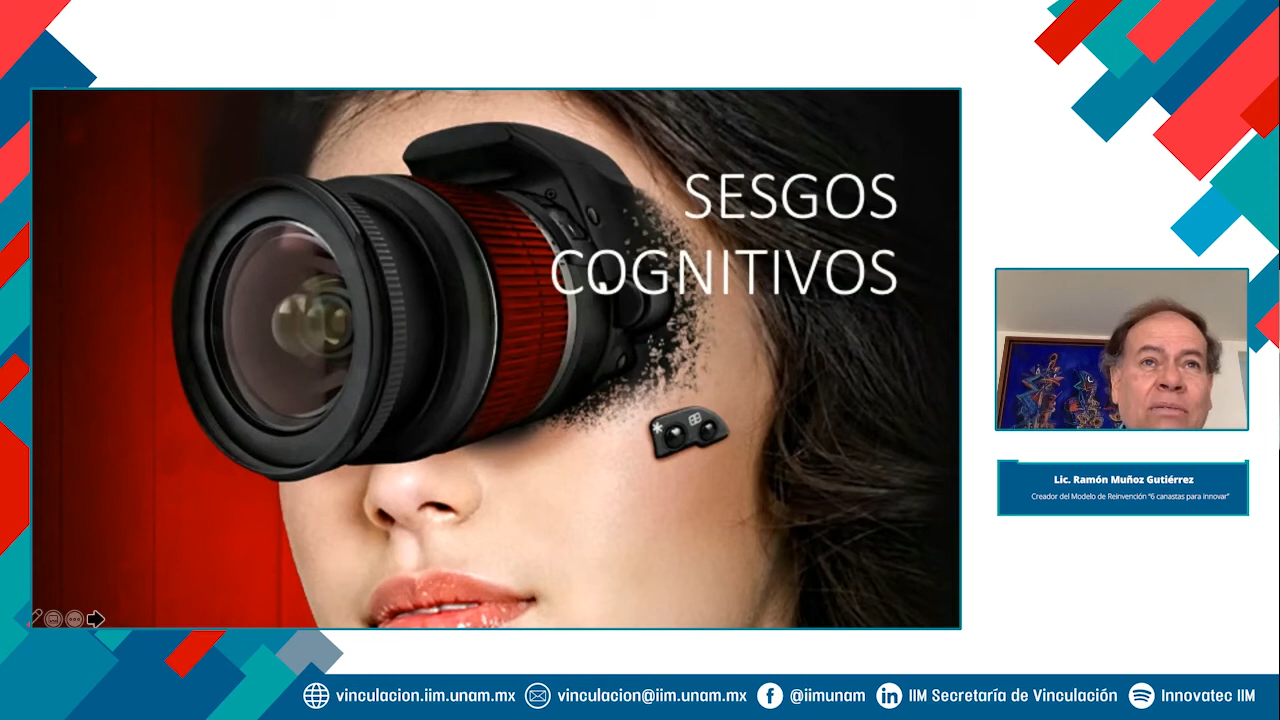 SESGOS
COGNITIVOS
Lic. Ramón Muñoz Gutiérrez
Creador del Modelo de Reinvención "6 canastas para innovar"
vinculacion.iim.unam.mx vinculacion@iim.unam.mx @iimunam IIM Secretaría de Vinculación Innovatec IIM